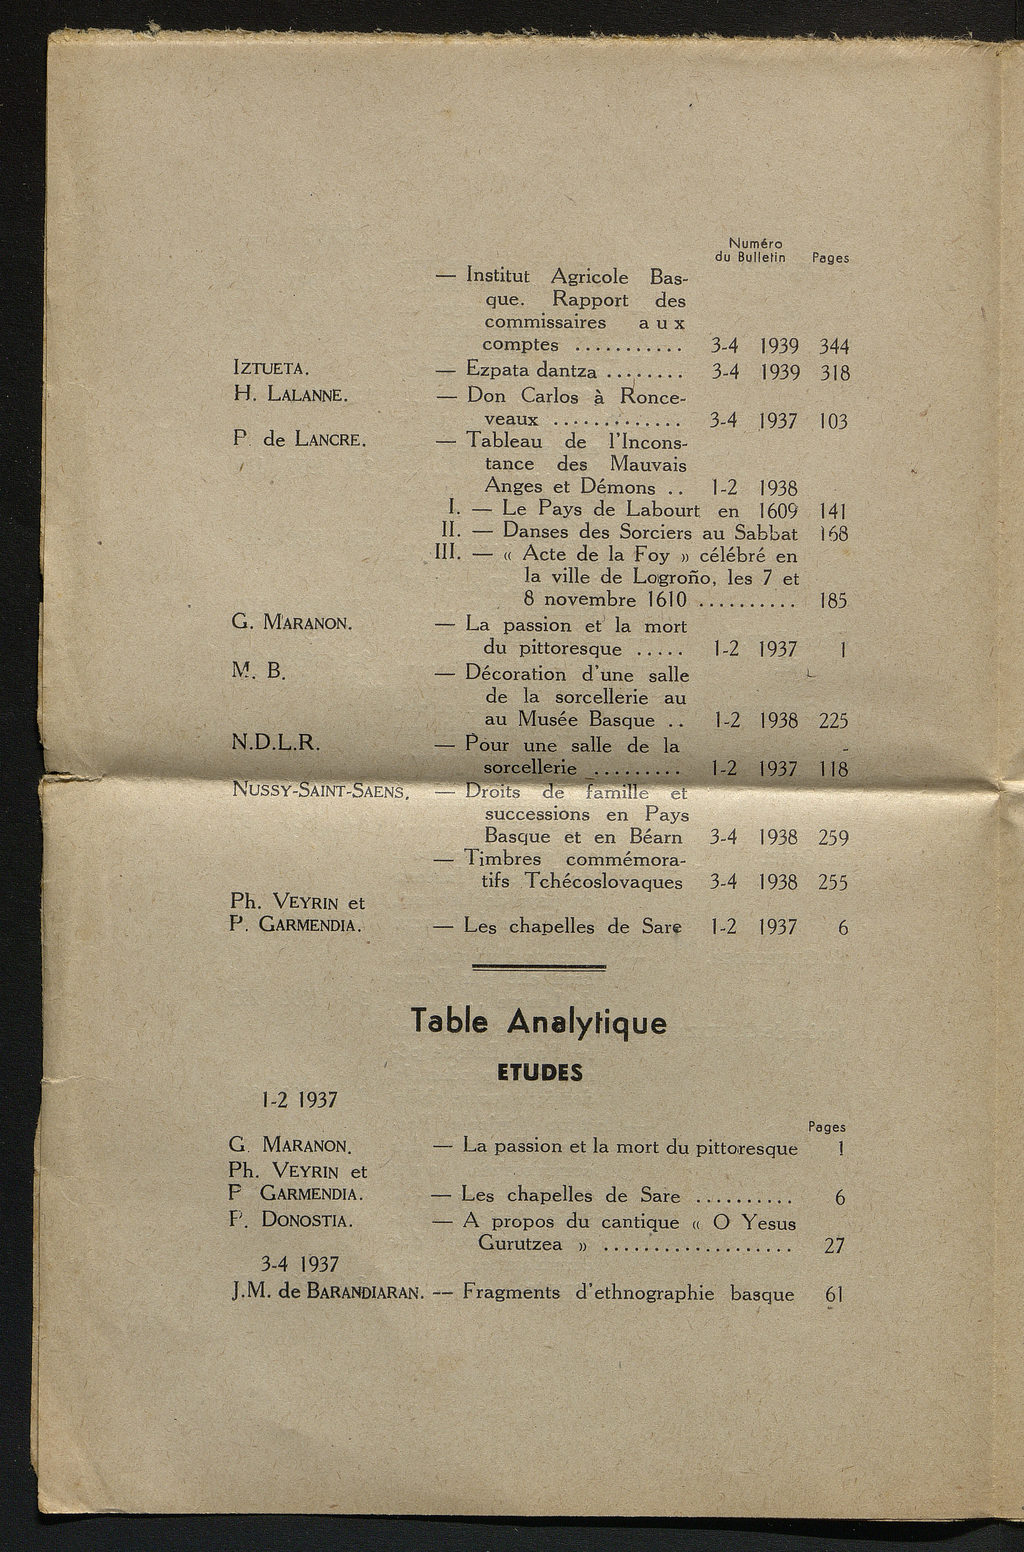 Numéro
du Bulletin Pages
— Institut Agricole Bas-
que. Rapport des
commissaires aux
comptes ........... 3-4 1939 344
IZTUETA. — Ezpata dantza ........ 3-4 1939 318
H. LALANNE. — Don Carlos à Ronce-
veaux ............. 3-4 1937 103
P. de LANCRE. — Tableau de l'Incons-
tance des Mauvais
Anges et Démons .. 1-2 1938
I. — Le Pays de Labourt en 1609 141
II. — Danses des Sorciers au Sabbat 168
III. — « Acte de la Foy » célébré en
la ville de Logroño, les 7 et
8 novembre 1610 .......... 185
G. MARANON. — La passion et la mort
du pittoresque ..... 1-2 1937 1
M. B. — Décoration d'une salle
de la sorcellerie au
au Musée Basque .. 1-2 1938 225
N.D.L.R. — Pour une salle de la
sorcellerie ......... 1-2 1937 118
NUSSY-SAINT-SAENS. — Droits de famille et
successions en Pays
Basque et en Béarn 3-4 1938 259
— Timbres commémora-
tifs Tchécoslovaques 3-4 1938 255
Ph. VEYRIN et
P. GARMENDIA. — Les chapelles de Sare 1-2 1937 6
Table Analytique
ETUDES
1-2 1937
Pages
G. MARANON. — La passion et la mort du pittoresque 1
Ph. VEYRIN et
P GARMENDIA. — Les chapelles de Sare .......... 6
P. DONOSTIA. — A propos du cantique « O Yesus
Gurutzea » ................... 27
3-4 1937
J.M. de BARANDIARAN. — Fragments d'ethnographie basque 61